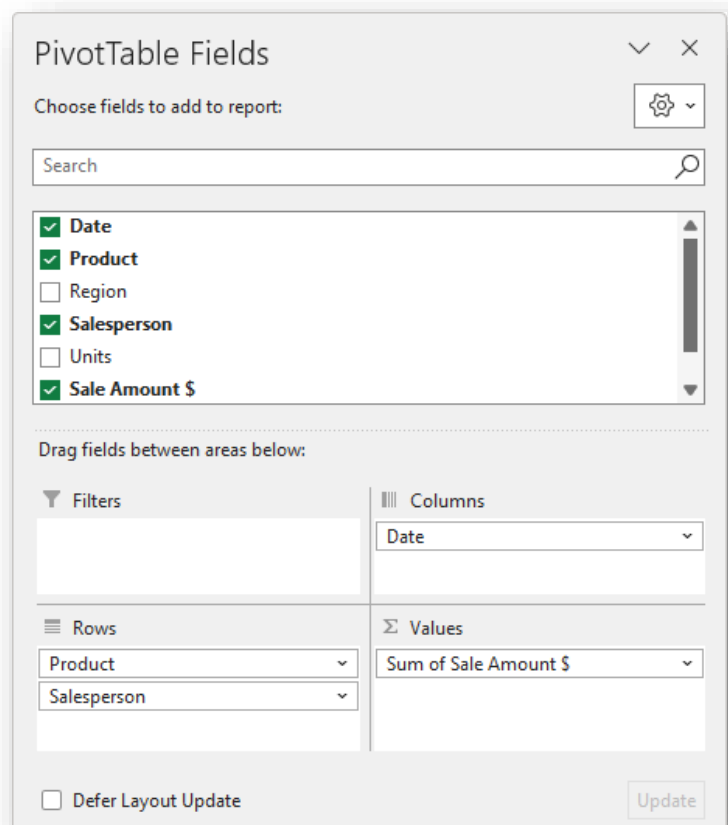 PivotTable Fields
Choose fields to add to report:
Search
Date
Product
Region
Salesperson
Units
Sale Amount $
Drag fields between areas below:
Filters
Columns
Date
Rows
Σ Values
Product
Sum of Sale Amount $
Salesperson
Defer Layout Update
Update